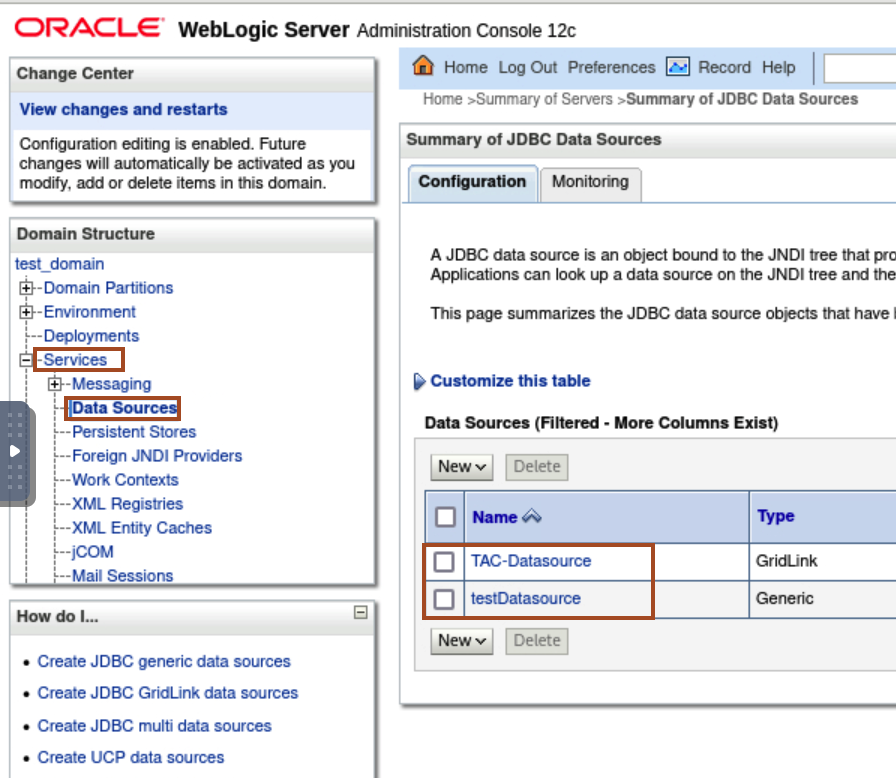 ORACLE WebLogic Server Administration Console 12c
Change Center
View changes and restarts
Configuration editing is enabled. Future
changes will automatically be activated as you
modify, add or delete items in this domain.
Domain Structure
test_domain
Domain Partitions
Environment
Deployments
Services
Messaging
Data Sources
Persistent Stores
Foreign JNDI Providers
Work Contexts
XML Registries
XML Entity Caches
jCOM
Mail Sessions
How do I...
Create JDBC generic data sources
Create JDBC GridLink data sources
Create JDBC multi data sources
Create UCP data sources
Home Log Out Preferences Record Help
Home >Summary of Servers >Summary of JDBC Data Sources
Summary of JDBC Data Sources
Configuration Monitoring
A JDBC data source is an object bound to the JNDI tree that pro
Applications can look up a data source on the JNDI tree and the
This page summarizes the JDBC data source objects that have
Customize this table
Data Sources (Filtered - More Columns Exist)
New Delete
Name Type
TAC-Datasource GridLink
testDatasource Generic
New Delete